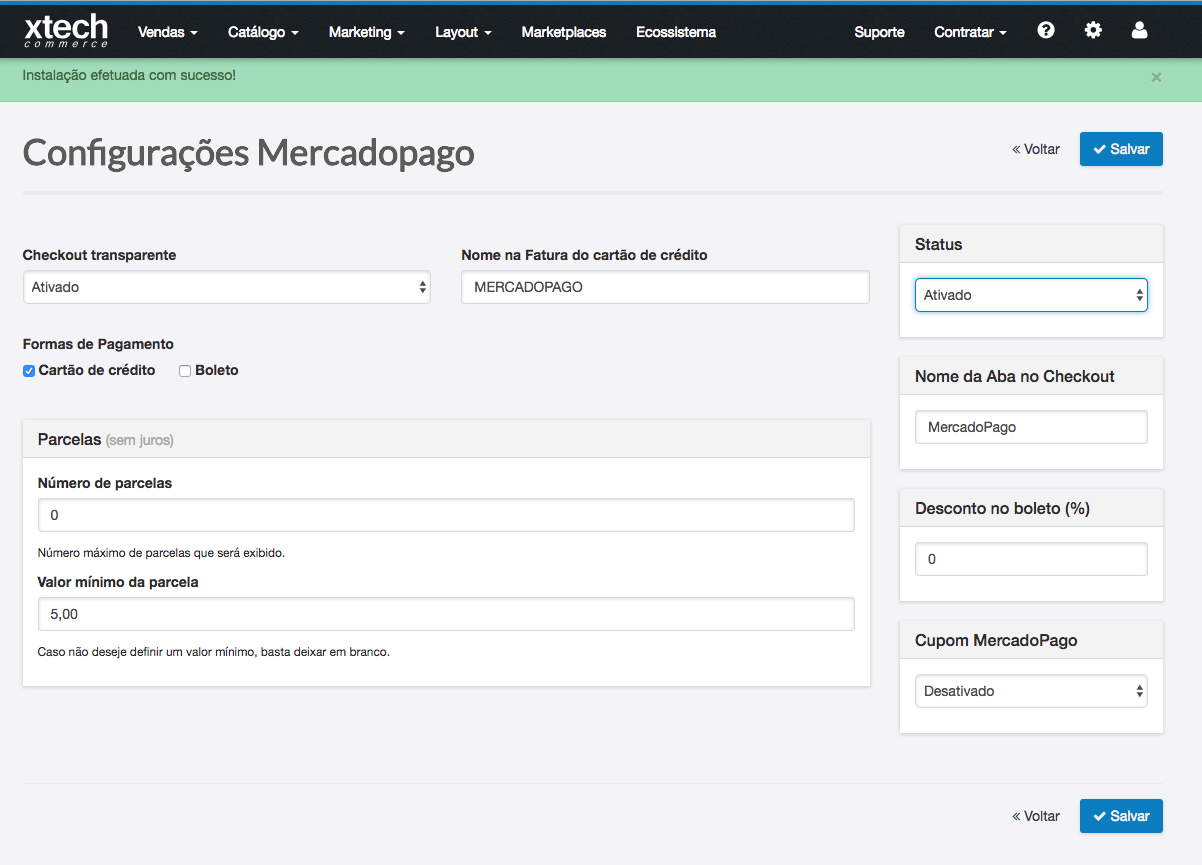 xtech
commerce
Vendas Catálogo Marketing Layout Marketplaces Ecossistema Suporte Contratar
Instalação efetuada com sucesso!
×
Configurações Mercadopago
« Voltar
Salvar
Checkout transparente
Ativado
Nome na Fatura do cartão de crédito
MERCADOPAGO
Formas de Pagamento
Cartão de crédito
Boleto
Parcelas (sem juros)
Número de parcelas
0
Número máximo de parcelas que será exibido.
Valor mínimo da parcela
5,00
Caso não deseje definir um valor mínimo, basta deixar em branco.
Status
Ativado
Nome da Aba no Checkout
MercadoPago
Desconto no boleto (%)
0
Cupom MercadoPago
Desativado
« Voltar
Salvar